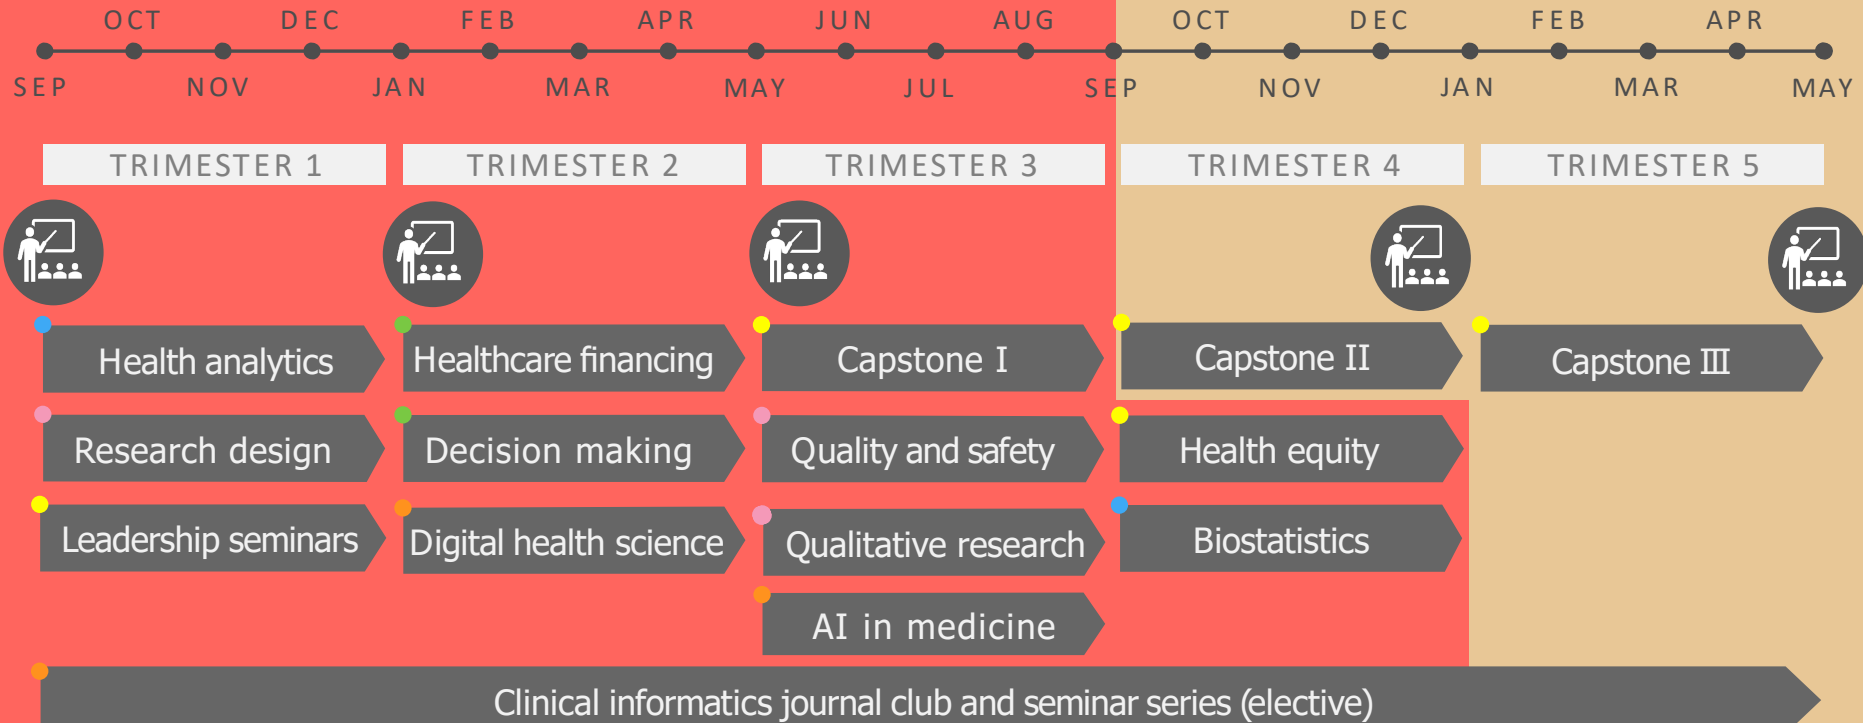 OCT DEC FEB APR JUN AUG OCT DEC FEB APR
SEP NOV JAN MAR MAY JUL SEP NOV JAN MAR MAY
TRIMESTER 1 TRIMESTER 2 TRIMESTER 3 TRIMESTER 4 TRIMESTER 5
Health analytics Healthcare financing Capstone I Capstone II Capstone III
Research design Decision making Quality and safety Health equity
Leadership seminars Digital health science Qualitative research Biostatistics
AI in medicine
Clinical informatics journal club and seminar series (elective)